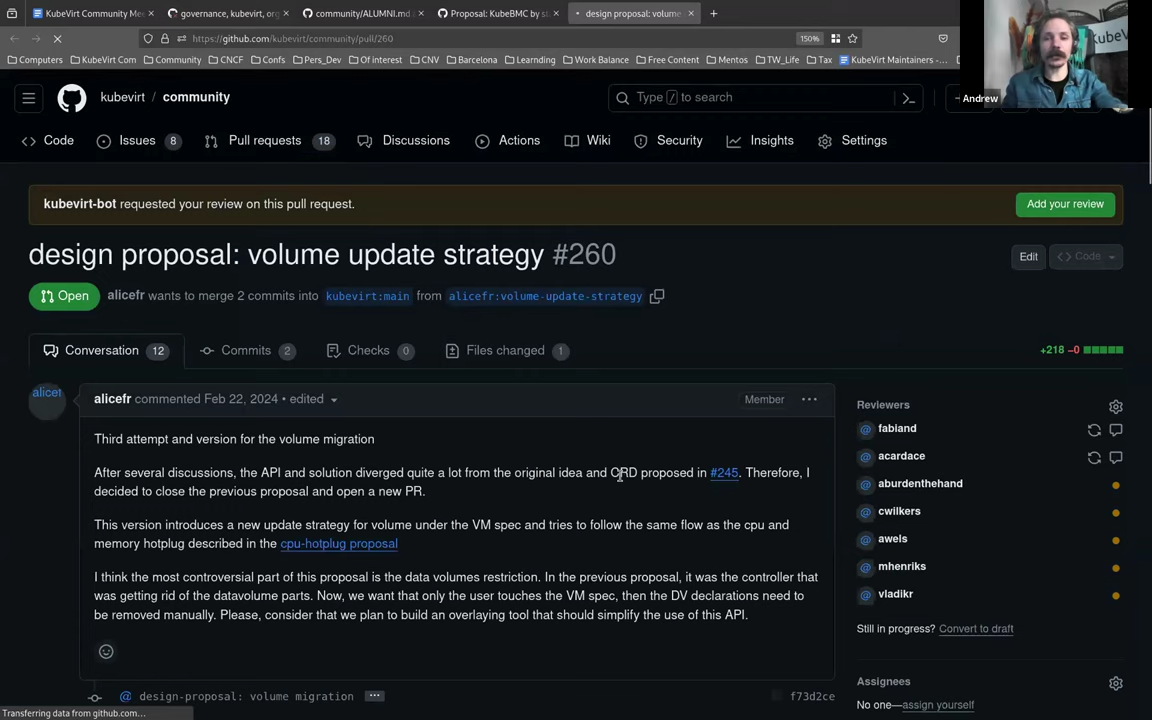 KubeVirt Community Mee
governance, kubevirt, org
community/ALUMNI.md a
Proposal: KubeBMC by st
design proposal: volume
https://github.com/kubevirt/community/pull/260
150%
Computers
KubeVirt Com
Community
CNCF
Confs
Pers_Dev
Of interest
CNV
Barcelona
Learnding
Work Balance
Free Content
Mentos
TW_Life
Tax
KubeVirt Maintainers -...
Andrew
kubevirt / community
Type / to search
Code
Issues 8
Pull requests 18
Discussions
Actions
Wiki
Security
Insights
Settings
kubevirt-bot requested your review on this pull request.
Add your review
design proposal: volume update strategy #260
Edit
Code
Open
alicefr wants to merge 2 commits into kubevirt:main from alicefr:volume-update-strategy
Conversation 12
Commits 2
Checks 0
Files changed 1
+218 −0
alicef
alicefr commented Feb 22, 2024 • edited
Member
Third attempt and version for the volume migration
After several discussions, the API and solution diverged quite a lot from the original idea and CRD proposed in #245. Therefore, I
decided to close the previous proposal and open a new PR.
This version introduces a new update strategy for volume under the VM spec and tries to follow the same flow as the cpu and
memory hotplug described in the cpu-hotplug proposal
I think the most controversial part of this proposal is the data volumes restriction. In the previous proposal, it was the controller that
was getting rid of the datavolume parts. Now, we want that only the user touches the VM spec, then the DV declarations need to
be removed manually. Please, consider that we plan to build an overlaying tool that should simplify the use of this API.
design-proposal: volume migration
f73d2ce
Reviewers
@ fabiand
@ acardace
@ aburdenthehand
@ cwilkers
@ awels
@ mhenriks
@ vladikr
Still in progress? Convert to draft
Assignees
No one—assign yourself
Transferring data from github.com...